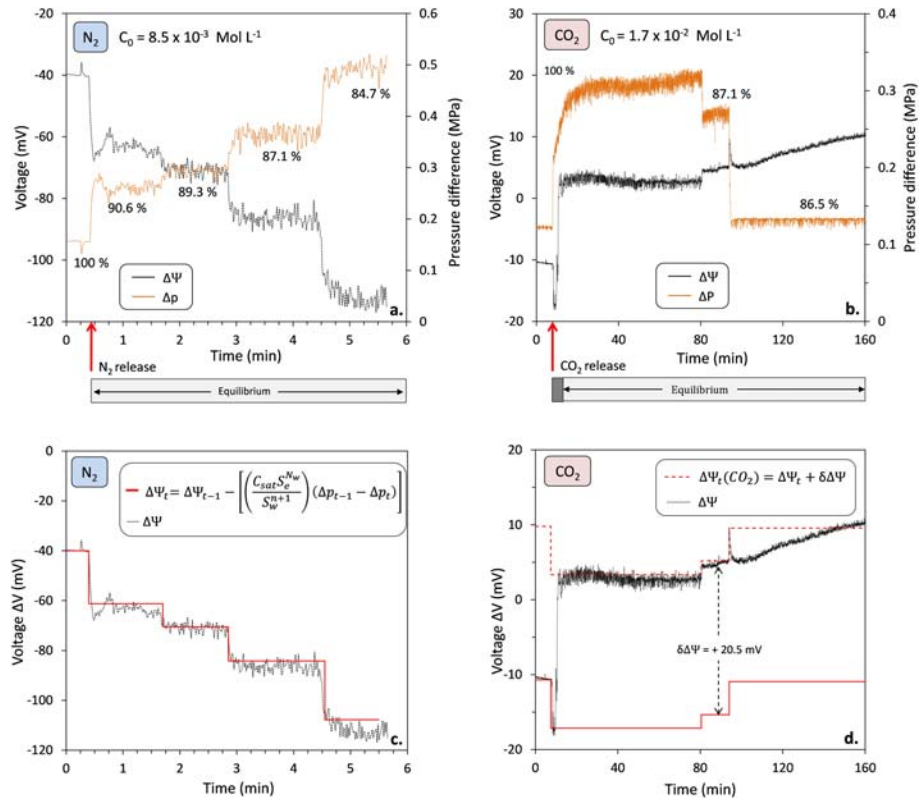 N₂ C₀ = 8.5 x 10⁻³ Mol L⁻¹
Voltage (mV)
-20
-40
-60
-80
-100
-120
Pressure difference (MPa)
0.6
0.5
0.4
0.3
0.2
0.1
0
100 %
90.6 %
89.3 %
87.1 %
84.7 %
ΔΨ
Δp
a.
0 1 2 3 4 5 6
Time (min)
N₂ release
Equilibrium
CO₂ C₀ = 1.7 x 10⁻² Mol L⁻¹
Voltage (mV)
30
20
10
0
-10
-20
Pressure difference (MPa)
0.4
0.3
0.2
0.1
0
100 %
87.1 %
86.5 %
ΔΨ
ΔP
b.
0 40 80 120 160
Time (min)
CO₂ release
Equilibrium
N₂
Voltage ΔV (mV)
0
-20
-40
-60
-80
-100
-120
ΔΨₜ= ΔΨₜ₋₁ − [((C_sat S_e^{N_w})/(S_w^{n+1})) (Δpₜ₋₁ − Δpₜ)]
ΔΨ
c.
0 1 2 3 4 5 6
Time (min)
CO₂
Voltage ΔV (mV)
20
10
0
-10
-20
ΔΨₜ(CO₂) = ΔΨₜ + δΔΨ
ΔΨ
δΔΨ = + 20.5 mV
d.
0 40 80 120 160
Time (min)